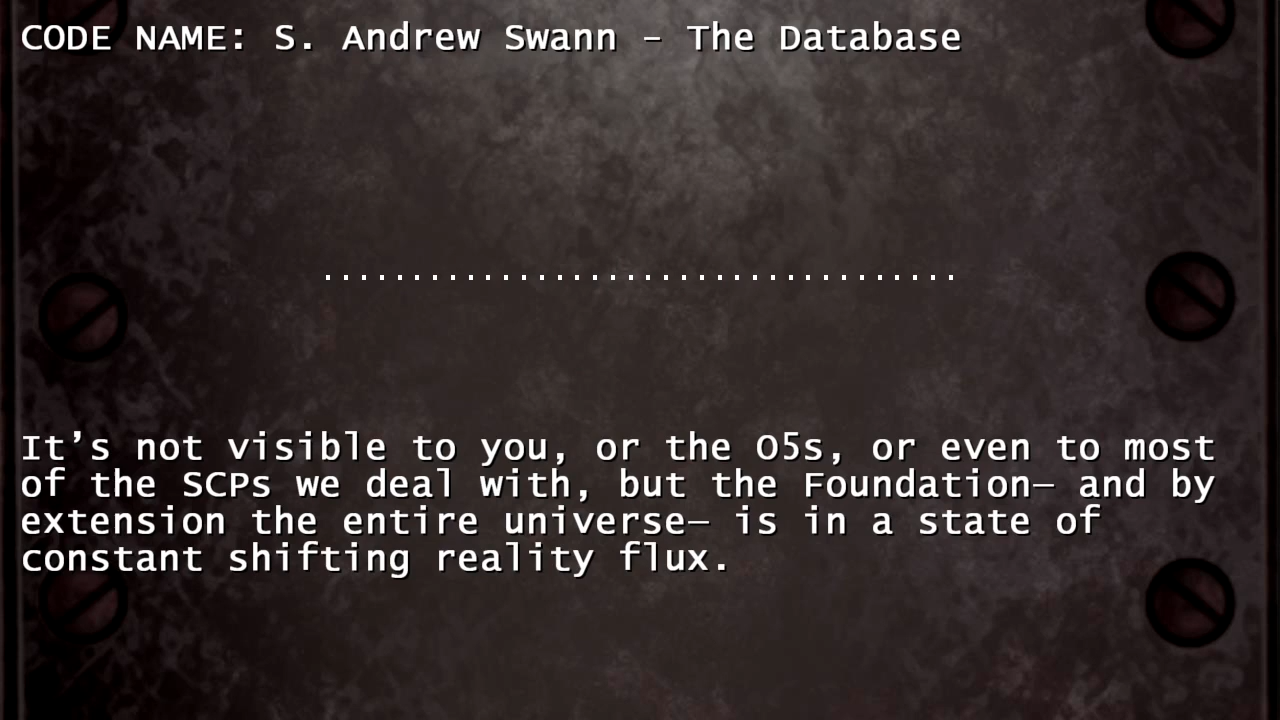 CODE NAME: S. Andrew Swann - The Database
...................................
It's not visible to you, or the O5s, or even to most
of the SCPs we deal with, but the Foundation— and by
extension the entire universe— is in a state of
constant shifting reality flux.